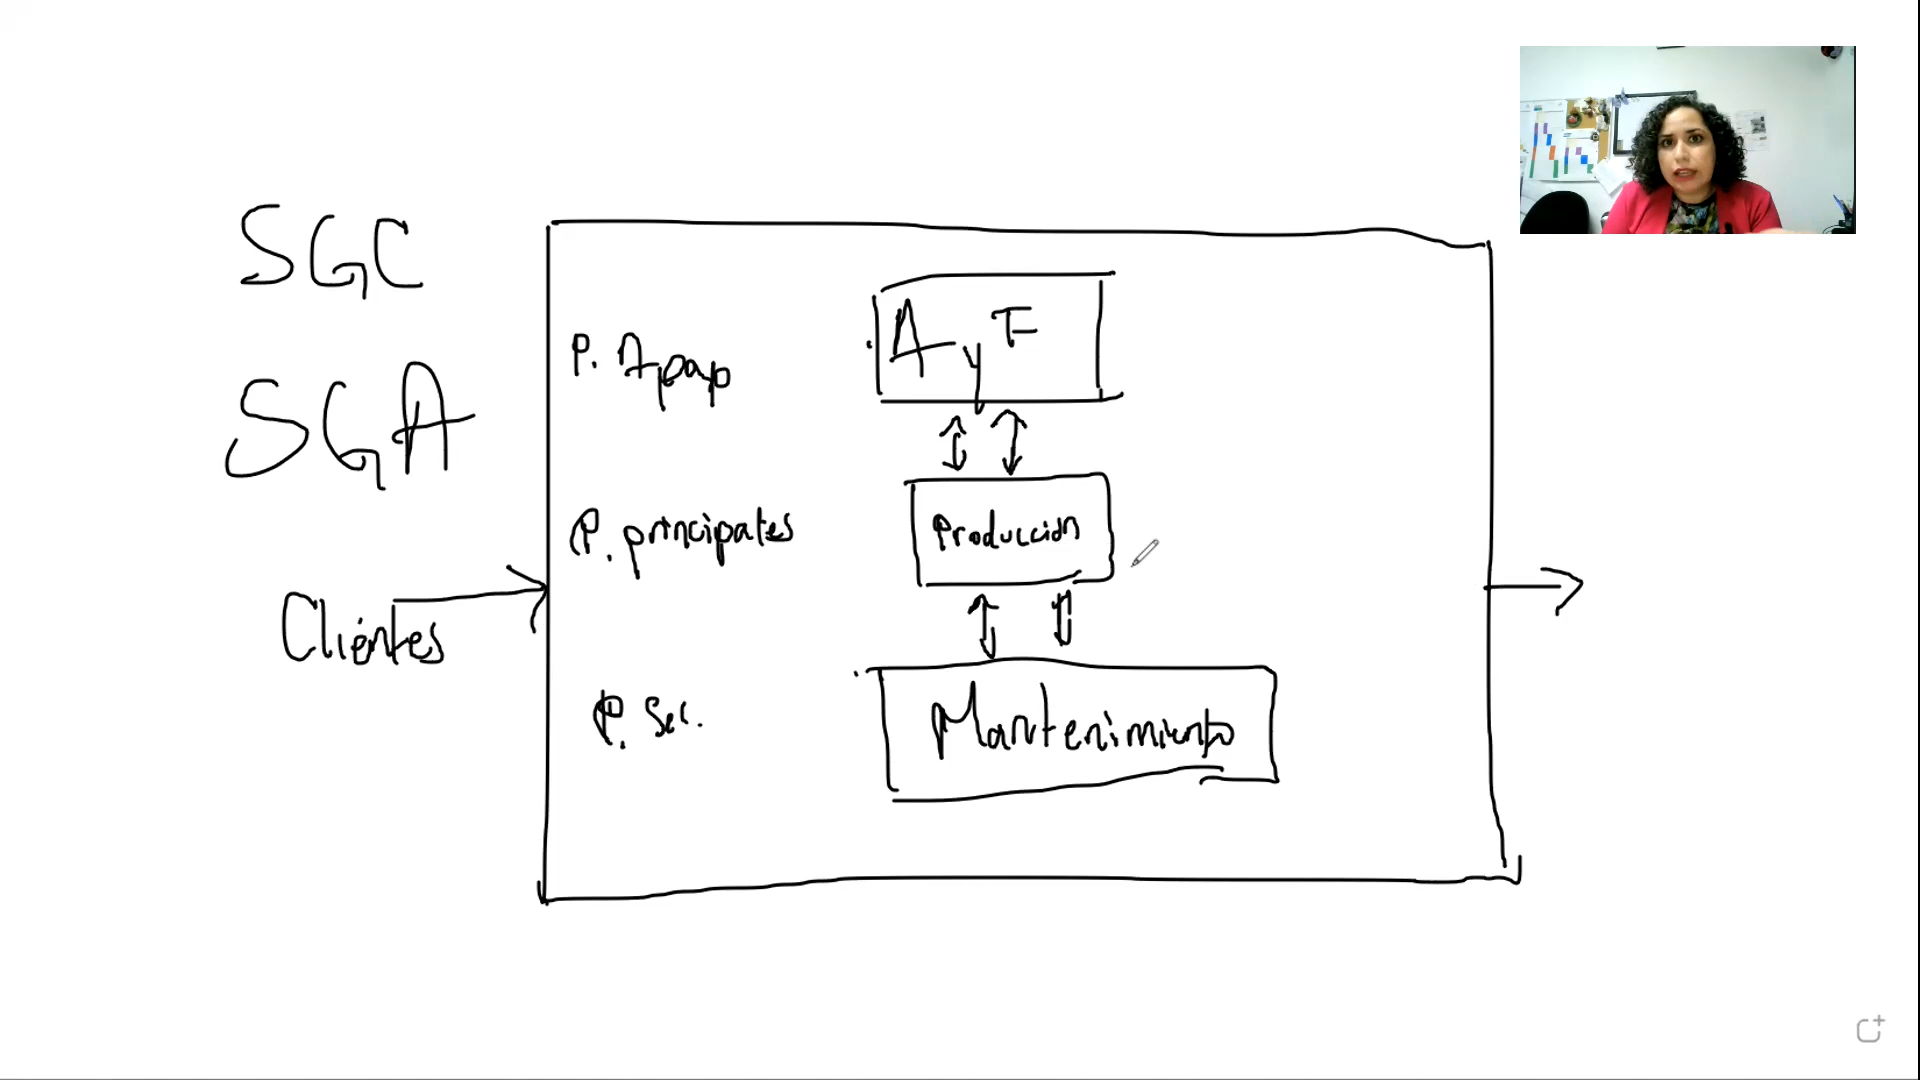 SGC
SGA
Clientes
P. Apoyo
A y F
P. principales
Producción
P. Sec.
Mantenimiento